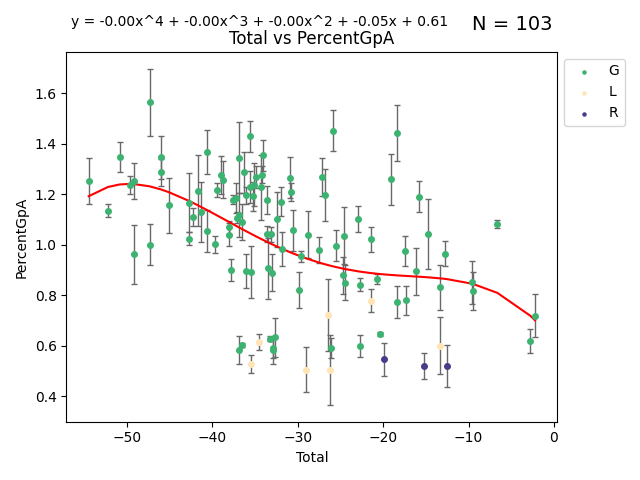 y = -0.00x^4 + -0.00x^3 + -0.00x^2 + -0.05x + 0.61
N = 103
Total vs PercentGpA
G
L
R
PercentGpA
1.6
1.4
1.2
1.0
0.8
0.6
0.4
−50
−40
−30
−20
−10
0
Total